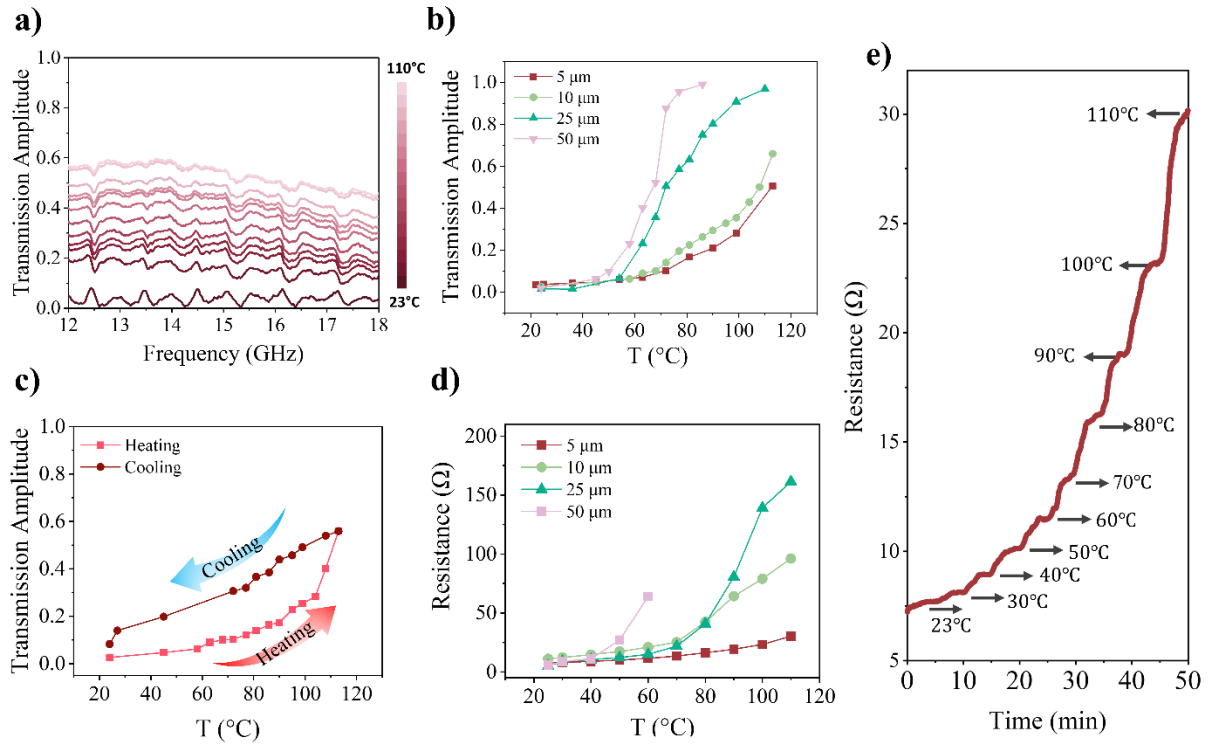 a)
Transmission Amplitude
1.0
0.8
0.6
0.4
0.2
0.0
12 13 14 15 16 17 18
Frequency (GHz)
110°C
23°C
b)
Transmission Amplitude
1.0
0.8
0.6
0.4
0.2
0.0
5 μm
10 μm
25 μm
50 μm
20 40 60 80 100 120
T (°C)
c)
Transmission Amplitude
1.0
0.8
0.6
0.4
0.2
0.0
Heating
Cooling
Cooling
Heating
20 40 60 80 100 120
T (°C)
d)
Resistance (Ω)
200
150
100
50
0
5 μm
10 μm
25 μm
50 μm
20 40 60 80 100 120
T (°C)
e)
Resistance (Ω)
30
25
20
15
10
5
110℃
100℃
90℃
80℃
70℃
60℃
50℃
40℃
30℃
23℃
0 10 20 30 40 50
Time (min)